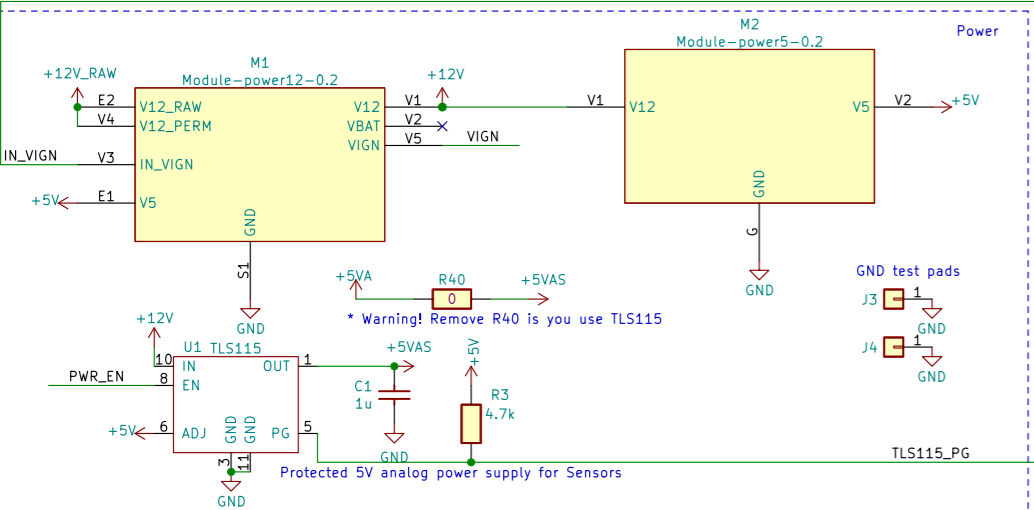 Power
M1
Module-power12-0.2
M2
Module-power5-0.2
+12V_RAW
+12V
E2 V12_RAW V12 V1
V1 V12 V5 V2 +5V
V4 V12_PERM VBAT V2
VIGN V5 VIGN
IN_VIGN V3 IN_VIGN
+5V E1 V5
GND
S1
GND
GND
G
GND
+5VA R40 +5VAS
0
* Warning! Remove R40 is you use TLS115
GND test pads
J3 1
GND
J4 1
GND
+12V
U1 TLS115
10 IN OUT 1 +5VAS
PWR_EN 8 EN
+5V 6 ADJ PG 5
GND GND
3 11
GND
C1
1u
GND
+5V
R3
4.7k
TLS115_PG
Protected 5V analog power supply for Sensors